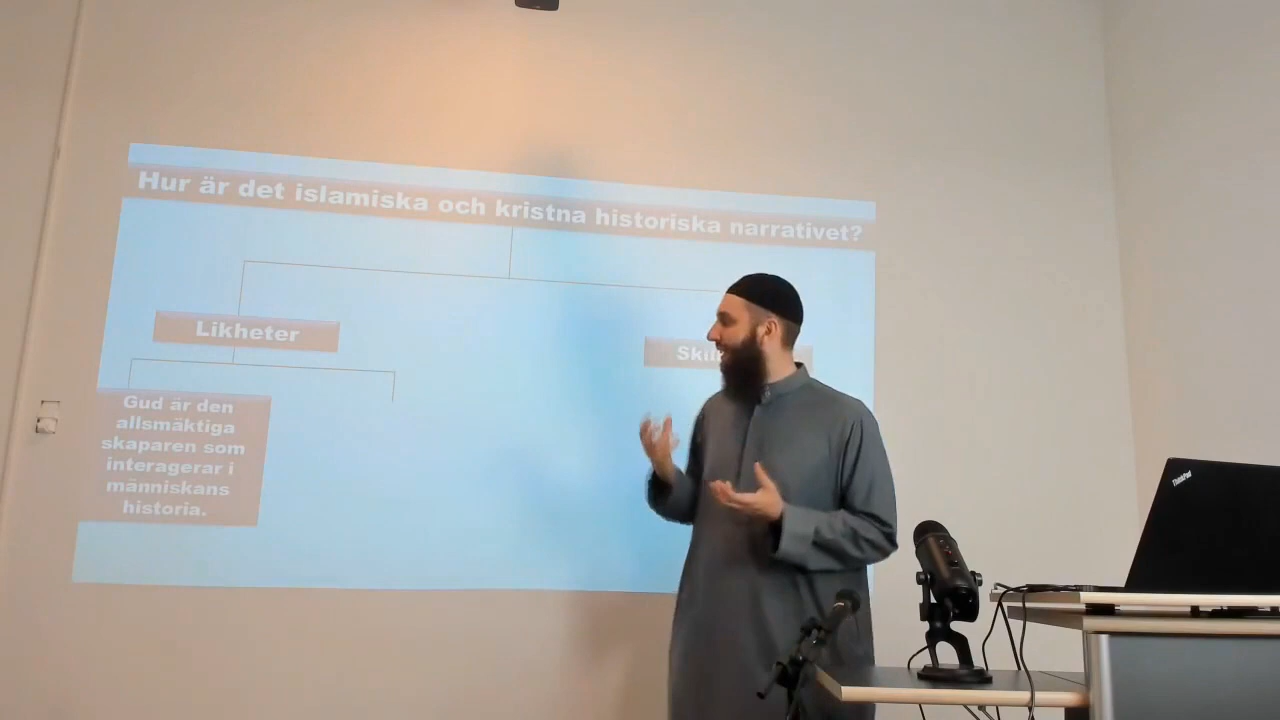 Hur är det islamiska och kristna historiska narrativet?
Likheter
Gud är den
allsmäktiga
skaparen som
interagerar i
människans
historia.
ThinkPad